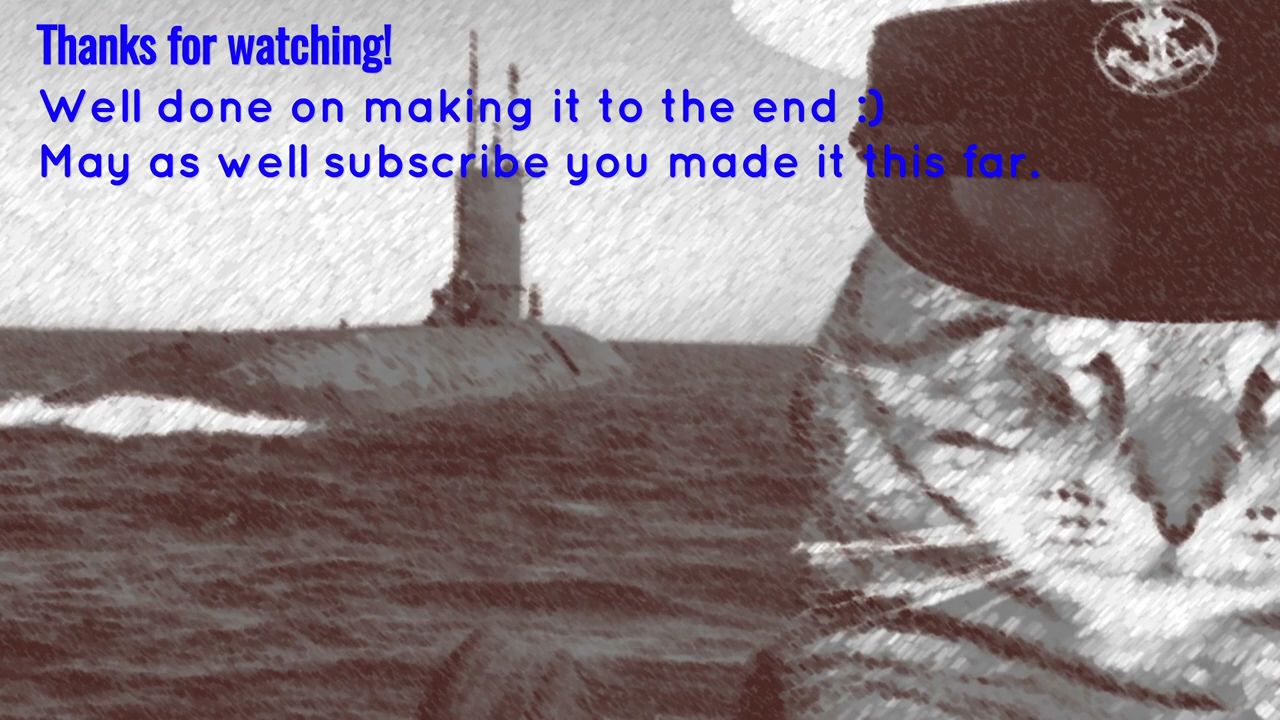 Thanks for watching!
Well done on making it to the end :)
May as well subscribe you made it this far.